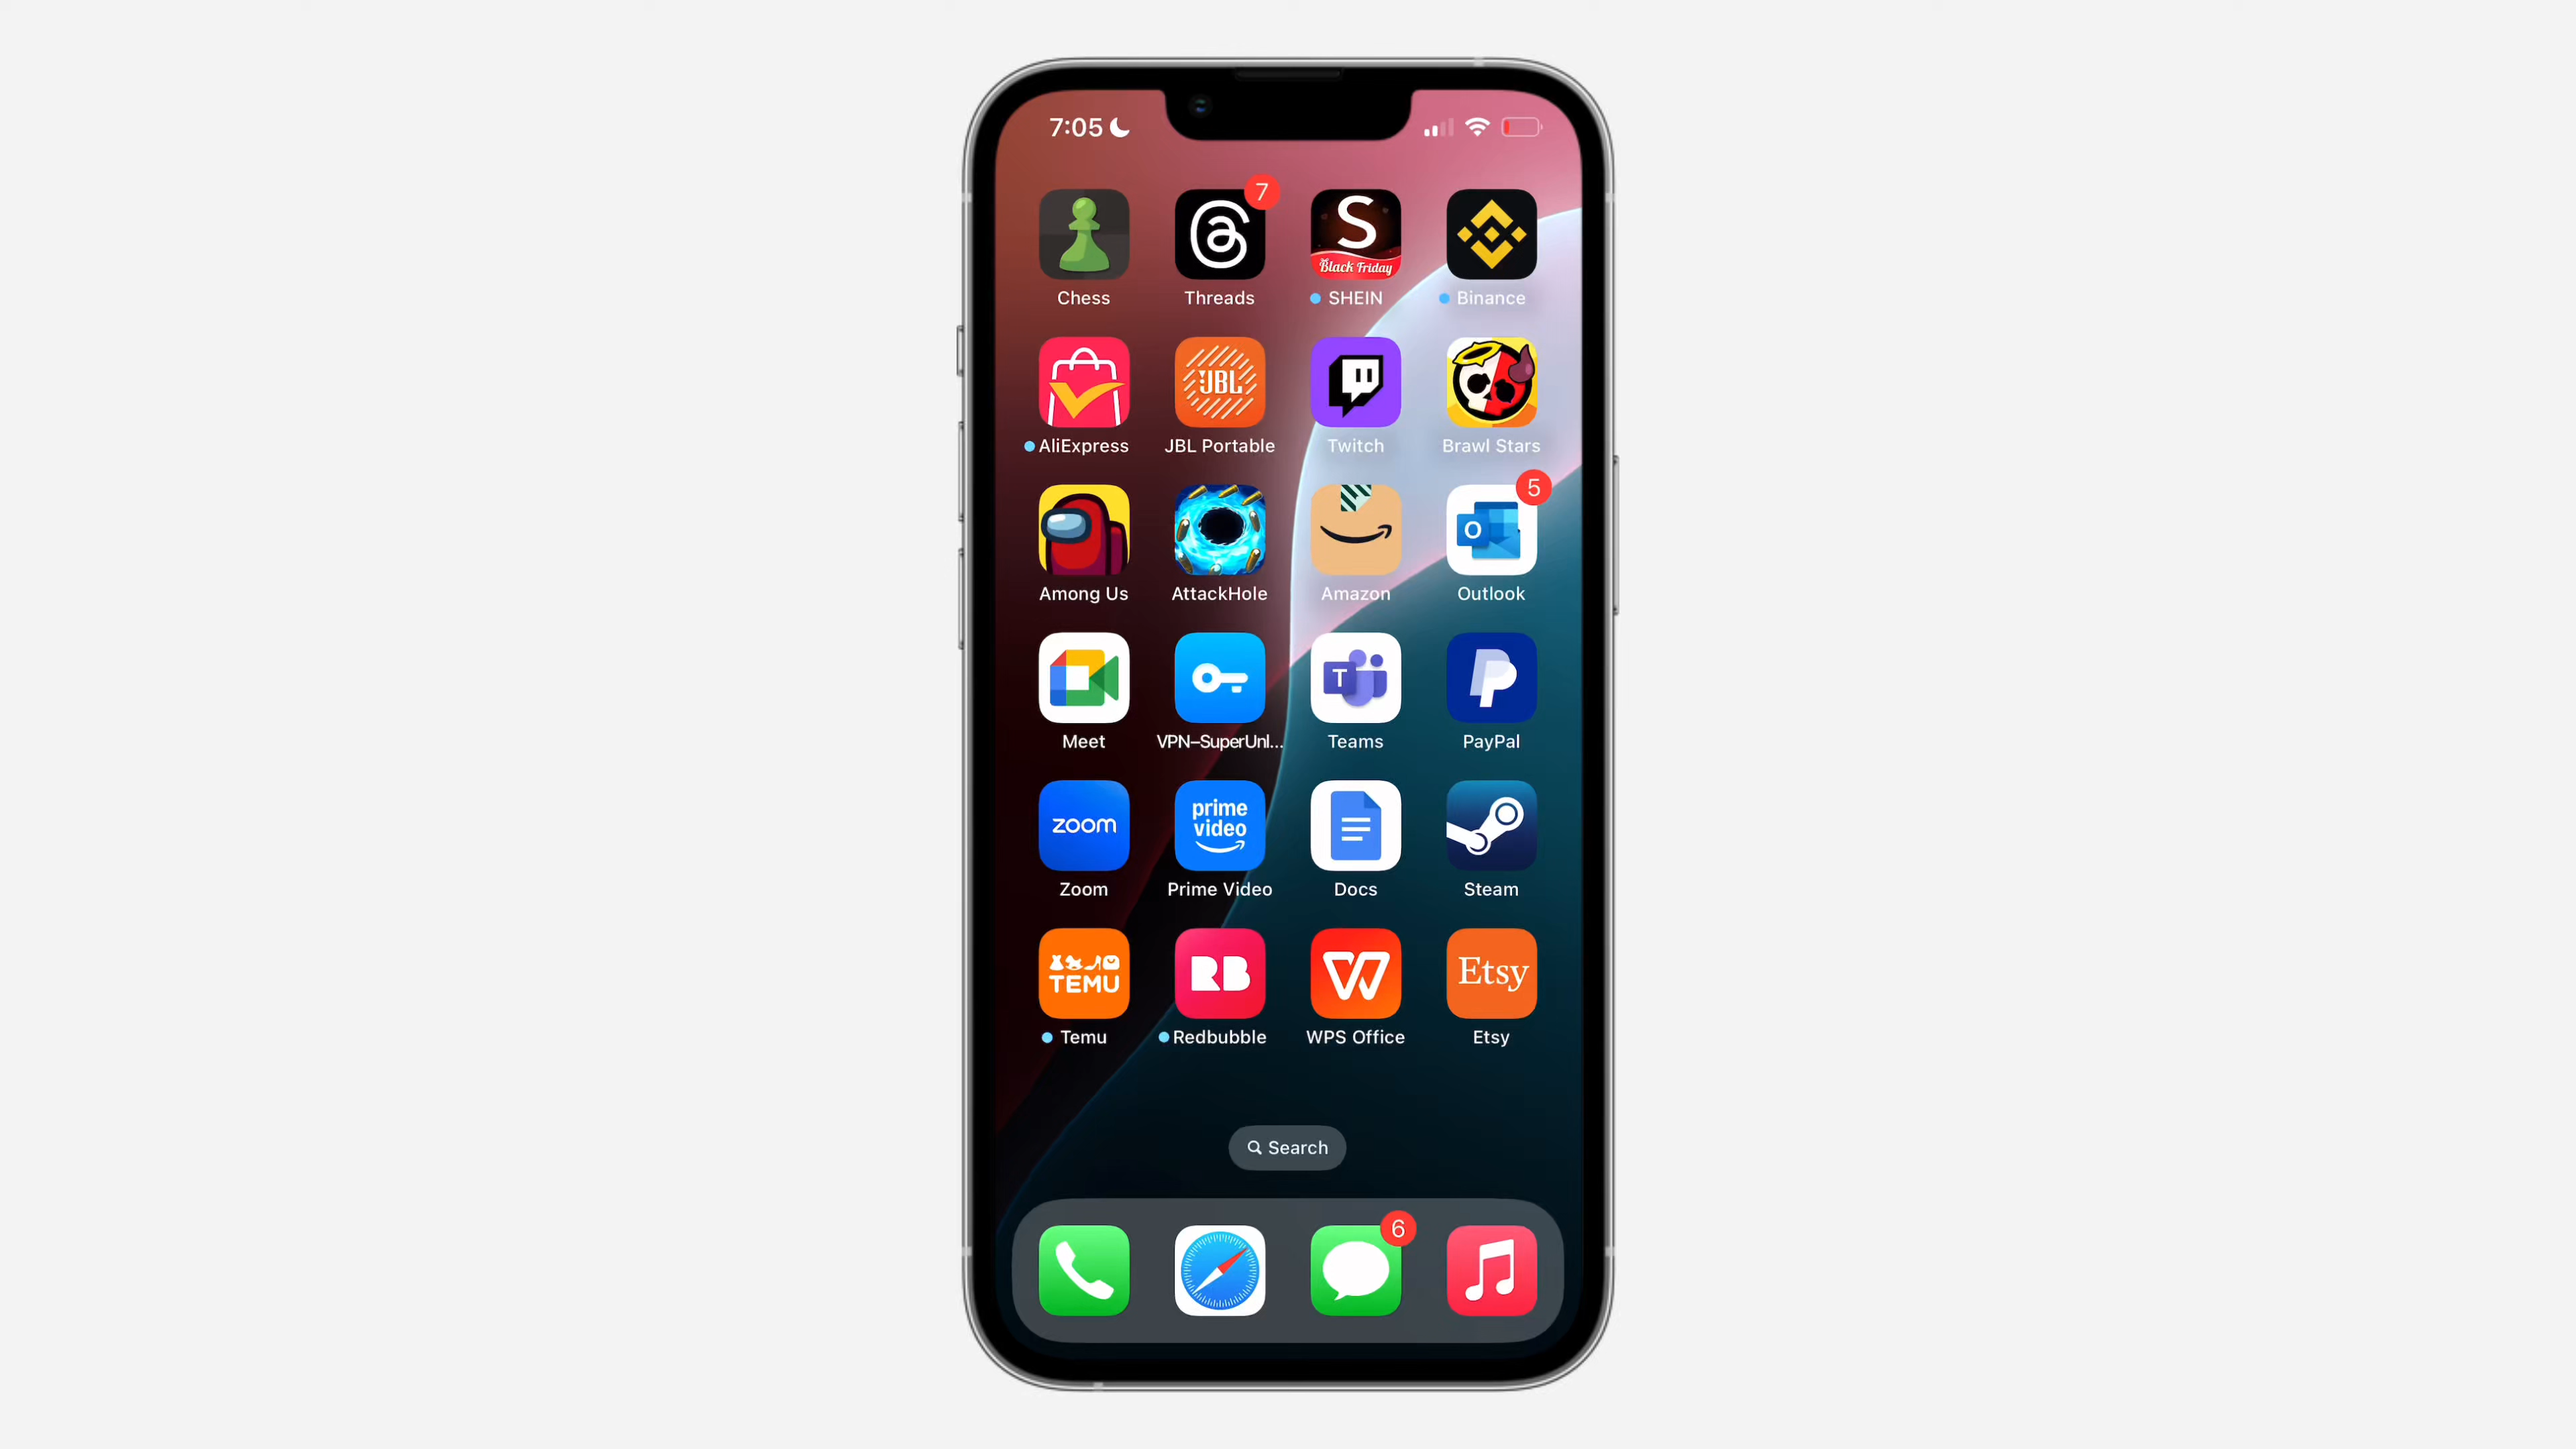 7:05
7
S
Black Friday
Chess
Threads
SHEIN
Binance
JBL
AliExpress
JBL Portable
Twitch
Brawl Stars
5
O
Among Us
AttackHole
Amazon
Outlook
T
Meet
VPN–SuperUnl...
Teams
PayPal
zoom
prime
video
Zoom
Prime Video
Docs
Steam
TEMU
RB
W
Etsy
Temu
Redbubble
WPS Office
Etsy
Search
6